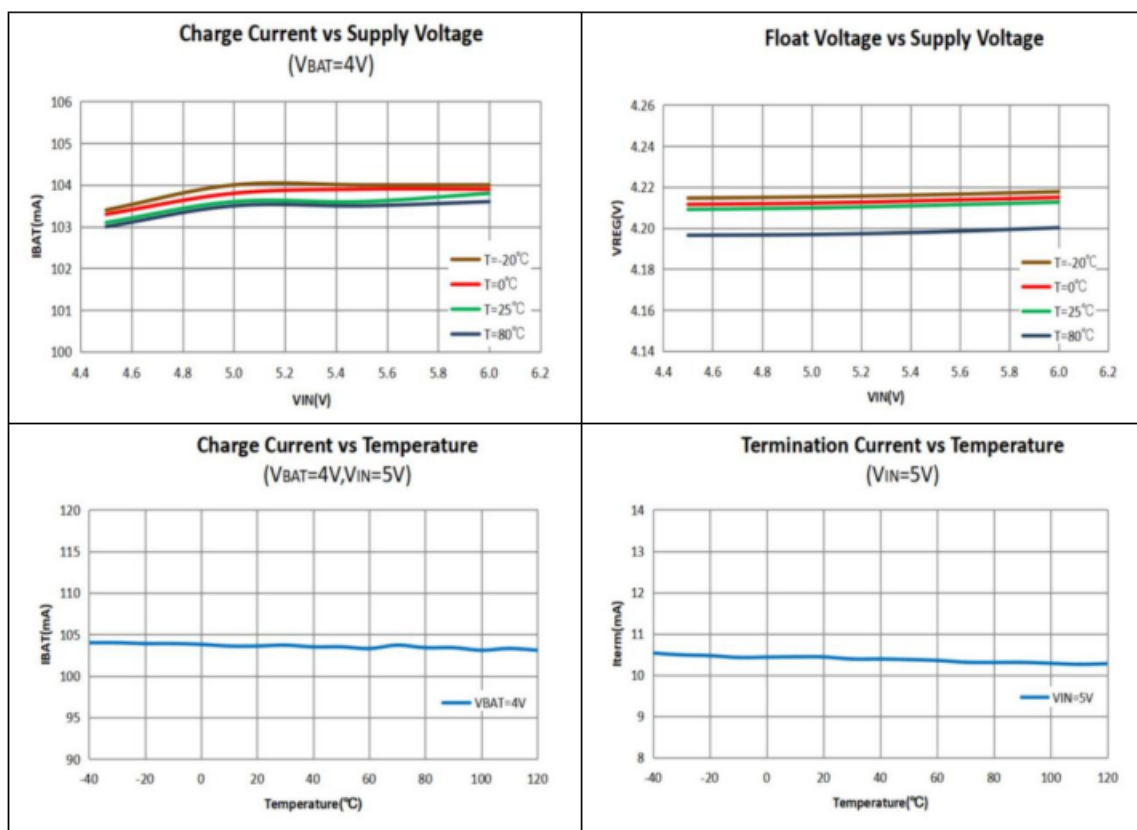 Charge Current vs Supply Voltage
(VBAT=4V)
106
105
104
103
102
101
100
IBAT(mA)
T=-20℃
T=0℃
T=25℃
T=80℃
4.4 4.6 4.8 5.0 5.2 5.4 5.6 5.8 6.0 6.2
VIN(V)
Float Voltage vs Supply Voltage
4.26
4.24
4.22
4.20
4.18
4.16
4.14
VREG(V)
T=-20℃
T=0℃
T=25℃
T=80℃
4.4 4.6 4.8 5.0 5.2 5.4 5.6 5.8 6.0 6.2
VIN(V)
Charge Current vs Temperature
(VBAT=4V,VIN=5V)
120
115
110
105
100
95
90
IBAT(mA)
VBAT=4V
-40 -20 0 20 40 60 80 100 120
Temperature(℃)
Termination Current vs Temperature
(VIN=5V)
14
13
12
11
10
9
8
Iterm(mA)
VIN=5V
-40 -20 0 20 40 60 80 100 120
Temperature(℃)